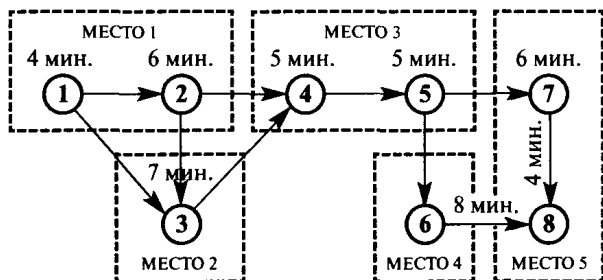 МЕСТО 1
МЕСТО 3
4 мин.
6 мин.
5 мин.
5 мин.
6 мин.
1
2
4
5
7
7 мин.
4 мин.
3
6
8 мин.
8
МЕСТО 2
МЕСТО 4
МЕСТО 5